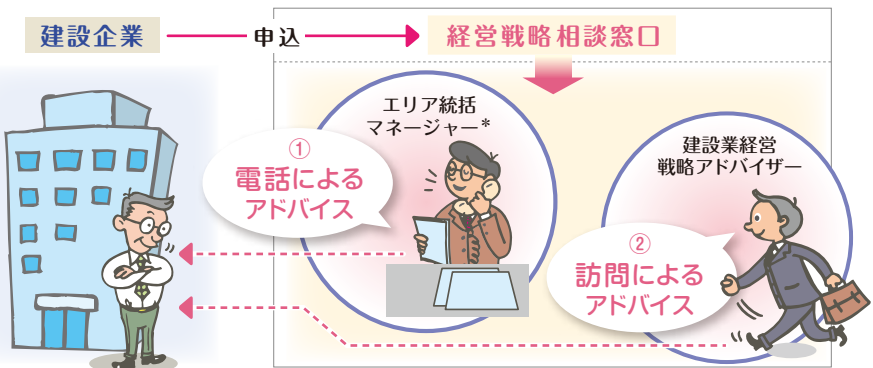 建設企業
申込
経営戦略相談窓口
エリア統括
マネージャー*
①
電話による
アドバイス
建設業経営
戦略アドバイザー
②
訪問による
アドバイス